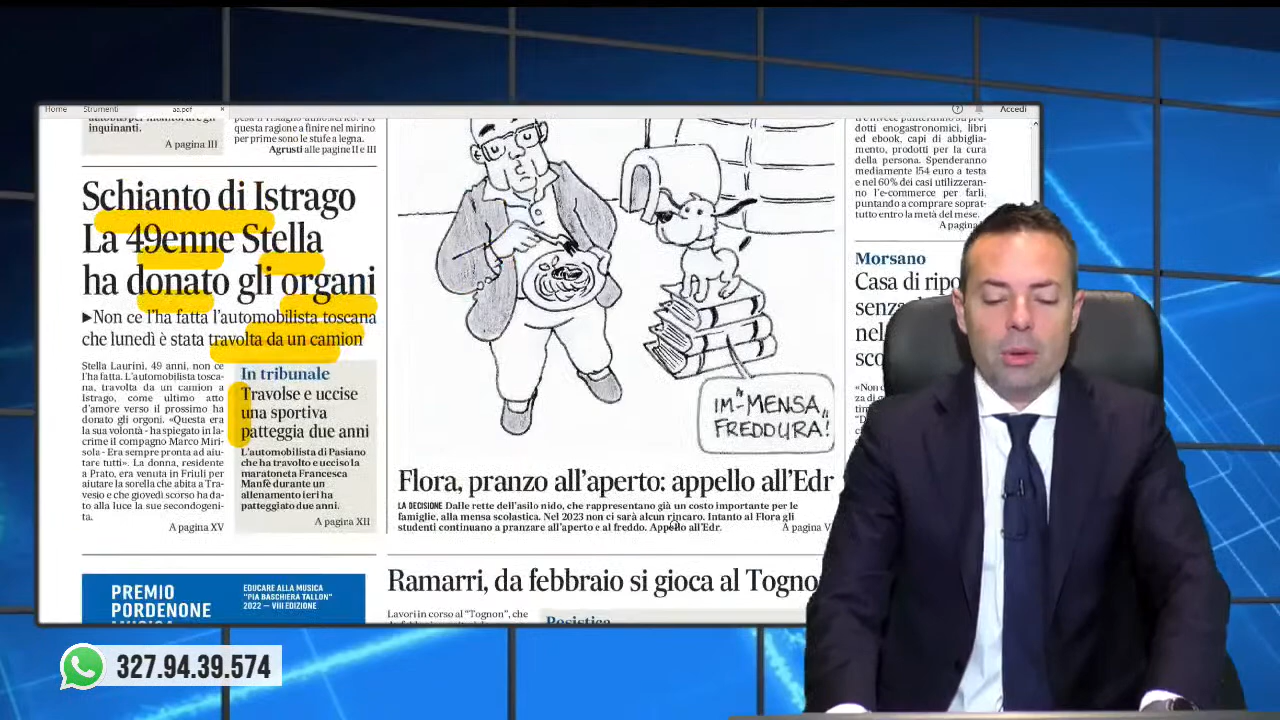 Home Strumenti aa.pdf × Accedi
inquinanti.
A pagina III
questa ragione a finire nel mirino
per prime sono le stufe a legna.
Agrusti alle pagine II e III
Schianto di Istrago
La 49enne Stella
ha donato gli organi
▶Non ce l'ha fatta l'automobilista toscana
che lunedì è stata travolta da un camion
Stella Laurini, 49 anni, non ce
l'ha fatta. L'automobilista tosca-
na, travolta da un camion a
Istrago, come ultimo atto
d'amore verso il prossimo ha
donato gli organi. «Questa era
la sua volontà - ha spiegato in la-
crime il compagno Marco Miri-
sola - Era sempre pronta ad aiu-
tare tutti». La donna, residente
a Prato, era venuta in Friuli per
aiutare la sorella che abita a Tra-
vesio e che giovedì scorso ha da-
to alla luce la sua secondogeni-
ta.
A pagina XV
In tribunale
Travolse e uccise
una sportiva
patteggia due anni
L'automobilista di Pasiano
che ha travolto e ucciso la
maratoneta Francesca
Manfè durante un
allenamento ieri ha
patteggiato due anni.
A pagina XII
IM-"MENSA„
FREDDURA!
Flora, pranzo all'aperto: appello all'Edr
LA DECISIONE Dalle rette dell'asilo nido, che rappresentano già un costo importante per le
famiglie, alla mensa scolastica. Nel 2023 non ci sarà alcun rincaro. Intanto al Flora gli
studenti continuano a pranzare all'aperto e al freddo. Appello all'Edr.
A pagina V
Ramarri, da febbraio si gioca al Togno
Lavori in corso al "Tognon", che
dotti enogastronomici, libri
ed ebook, capi di abbiglia-
mento, prodotti per la cura
della persona. Spenderanno
mediamente 154 euro a testa
e nel 60% dei casi utilizzeran-
no l'e-commerce per farli,
puntando a comprare soprat-
tutto entro la metà del mese.
A pagina
Morsano
Casa di ripo
senza
nel
sco
PREMIO
PORDENONE
MUSICA
EDUCARE ALLA MUSICA
"PIA BASCHIERA TALLON"
2022 — VIII EDIZIONE
327.94.39.574